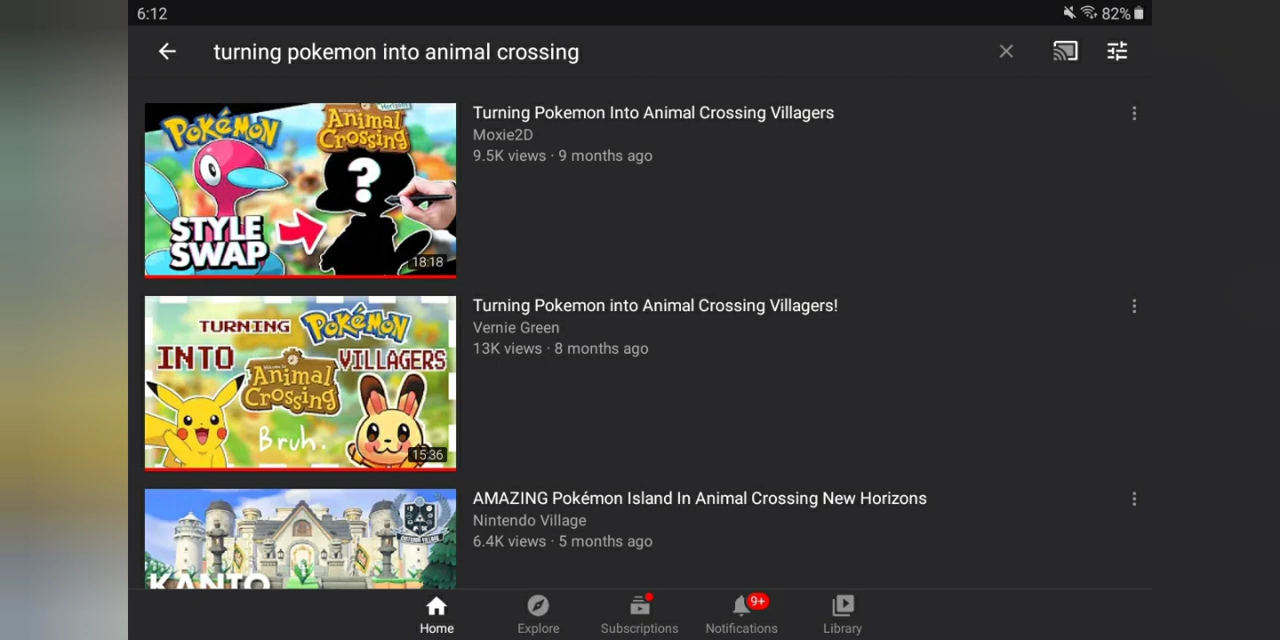 6:12
82%
turning pokemon into animal crossing
POKéMON
Animal
Crossing
?
STYLE
SWAP
18:18
Turning Pokemon Into Animal Crossing Villagers
Moxie2D
9.5K views · 9 months ago
TURNING POKéMON
INTO Animal Crossing VILLAGERS
Bruh.
15:36
Turning Pokemon into Animal Crossing Villagers!
Vernie Green
13K views · 8 months ago
KANTO
AMAZING Pokémon Island In Animal Crossing New Horizons
Nintendo Village
6.4K views · 5 months ago
9+
Home
Explore
Subscriptions
Notifications
Library